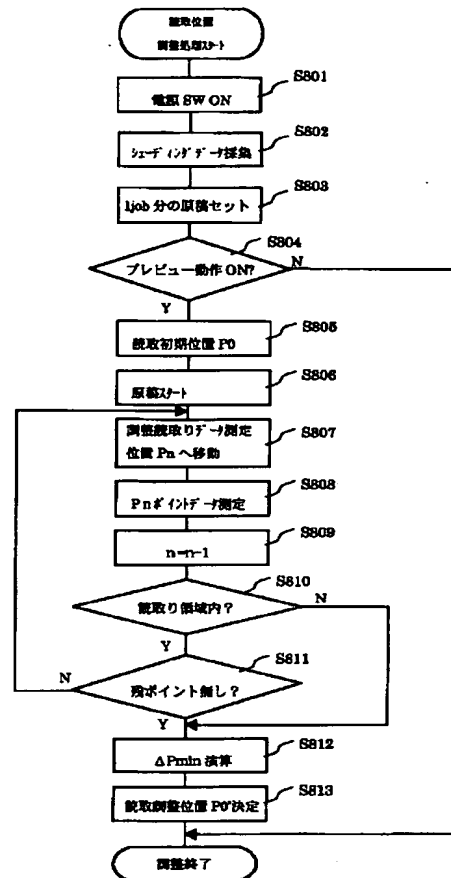 読取位置
調整処理スタート
S801
電源 SW ON
S802
シェーディングデータ採集
S803
1job 分の原稿セット
S804
プレビュー動作 ON?
N
Y
S805
読取初期位置 P0
S806
原稿スタート
S807
調整読取りデータ測定
位置 Pn へ移動
S808
Pnポイントデータ測定
S809
n=n-1
S810
読取り領域内?
N
Y
S811
N
残ポイント無し?
Y
S812
ΔPmin 演算
S813
読取調整位置 P0'決定
調整終了